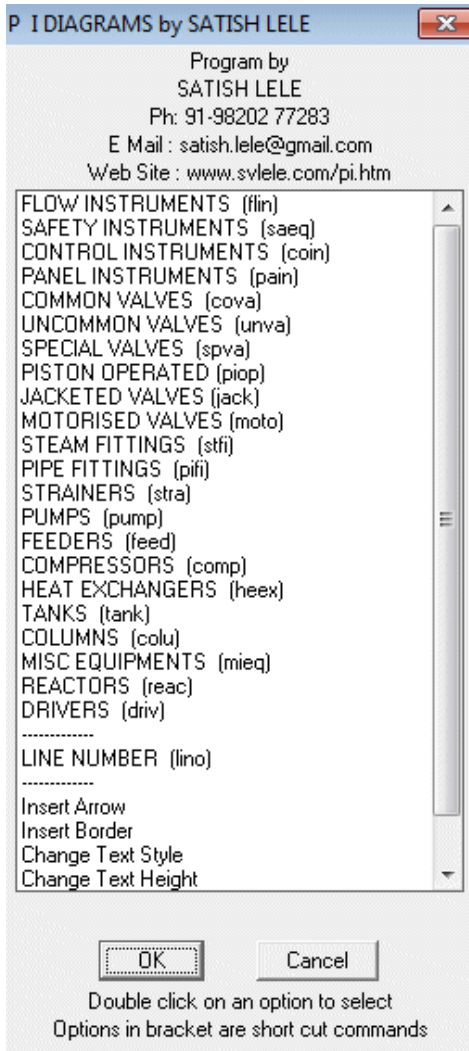 P I DIAGRAMS by SATISH LELE
Program by
SATISH LELE
Ph: 91-98202 77283
E Mail : satish.lele@gmail.com
Web Site : www.svlele.com/pi.htm
FLOW INSTRUMENTS (flin)
SAFETY INSTRUMENTS (saeq)
CONTROL INSTRUMENTS (coin)
PANEL INSTRUMENTS (pain)
COMMON VALVES (cova)
UNCOMMON VALVES (unva)
SPECIAL VALVES (spva)
PISTON OPERATED (piop)
JACKETED VALVES (jack)
MOTORISED VALVES (moto)
STEAM FITTINGS (stfi)
PIPE FITTINGS (pifi)
STRAINERS (stra)
PUMPS (pump)
FEEDERS (feed)
COMPRESSORS (comp)
HEAT EXCHANGERS (heex)
TANKS (tank)
COLUMNS (colu)
MISC EQUIPMENTS (mieq)
REACTORS (reac)
DRIVERS (driv)
-------------
LINE NUMBER (lino)
-------------
Insert Arrow
Insert Border
Change Text Style
Change Text Height
OK Cancel
Double click on an option to select
Options in bracket are short cut commands